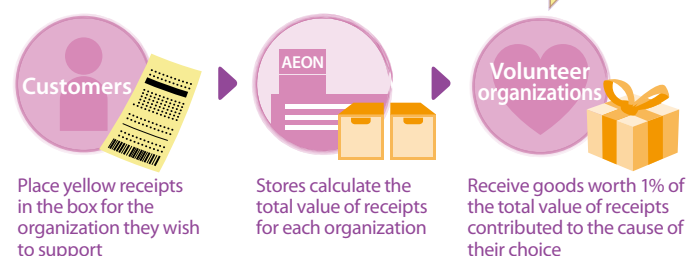 Customers
AEON
Volunteer
organizations
Place yellow receipts
in the box for the
organization they wish
to support
Stores calculate the
total value of receipts
for each organization
Receive goods worth 1% of
the total value of receipts
contributed to the cause of
their choice